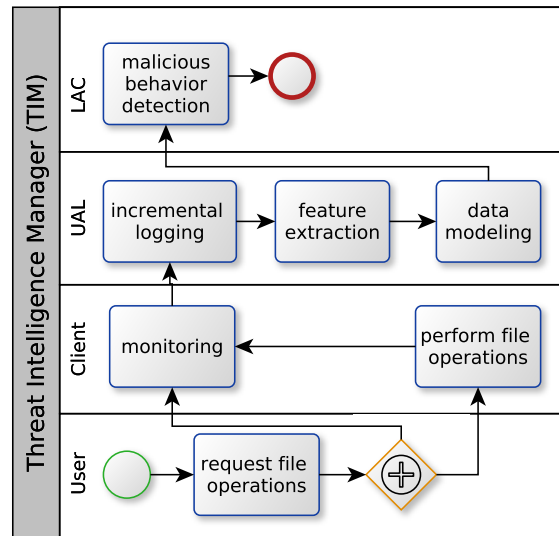 Threat Intelligence Manager (TIM)
LAC
malicious
behavior
detection
UAL
incremental
logging
feature
extraction
data
modeling
Client
monitoring
perform file
operations
User
request file
operations